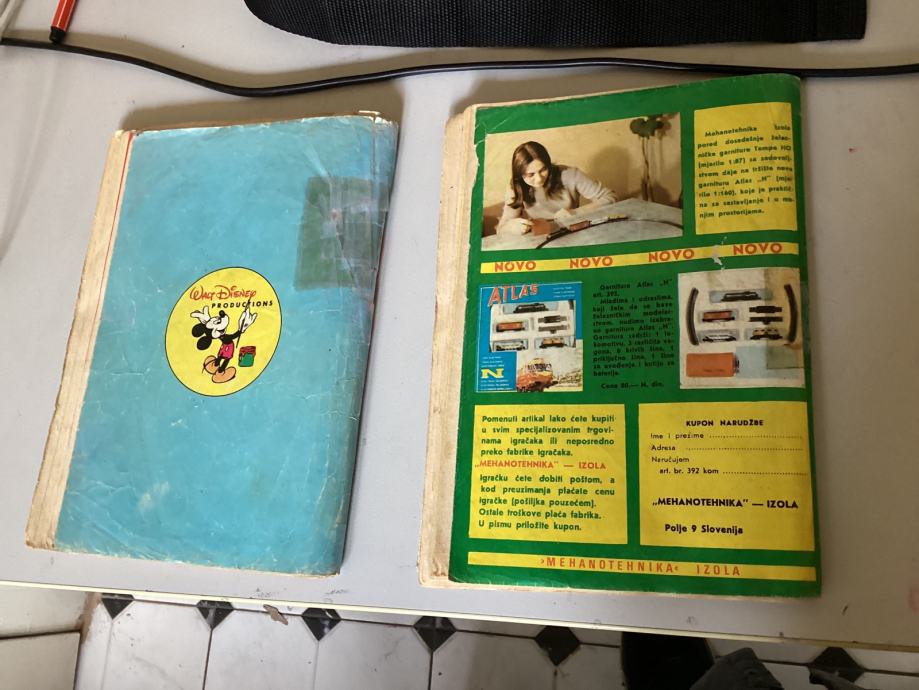 WALT DISNEY
PRODUCTIONS
Mehanotehnika Izola
pored dosadašnje želez-
ničke garniture Tempo HO
(mjerilo 1:87) sa zadovolj-
stvom daje na tržište novu
garnituru Atlas „N" (mje-
rilo 1:160), koja je praktič-
na za sastavljanje i u ma-
njim prostorijama.
NOVO NOVO NOVO NOVO
ATLAS
N
Garnitura Atlas „N"
art. 392.
Mladima i odraslima,
koji žele da se bave
železničkim modelar-
stvom, nudimo izabra-
nu garnituru Atlas „N".
Garnitura sadrži: 1 lo-
komotivu, 3 različita va-
gona, 8 krivih šina, 1
priključnu šinu, 1 šinu
za uvođenje i kutiju za
baterije.
Cena 80,— N. din.
Pomenuti artikal lako ćete kupiti
u svim specijalizovanim trgovi-
nama igračaka ili neposredno
preko fabrike igračaka.
„MEHANOTEHNIKA" — IZOLA
Igračku ćete dobiti poštom, a
kod preuzimanja plaćate cenu
igračke (pošiljka pouzećem).
Ostale troškove plaća fabrika.
U pismu priložite kupon.
KUPON NARUDŽBE
Ime i prezime ......................
Adresa ......................
Naručujem
art. br. 392 kom ......................
„MEHANOTEHNIKA" — IZOLA
Polje 9 Slovenija
›MEHANOTEHNIKA‹ IZOLA